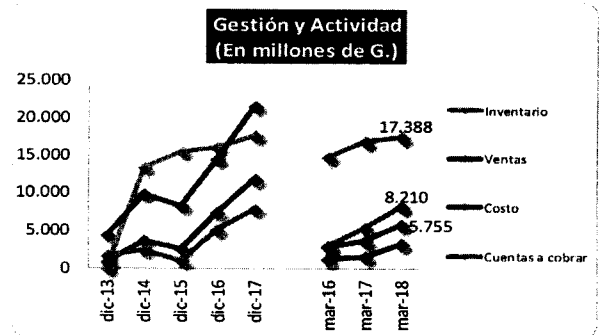 Gestión y Actividad
(En millones de G.)
25.000
20.000
15.000
10.000
5.000
0
17.388
8.210
5.755
dic-13
dic-14
dic-15
dic-16
dic-17
mar-16
mar-17
mar-18
Inventario
Ventas
Costo
Cuentas a cobrar